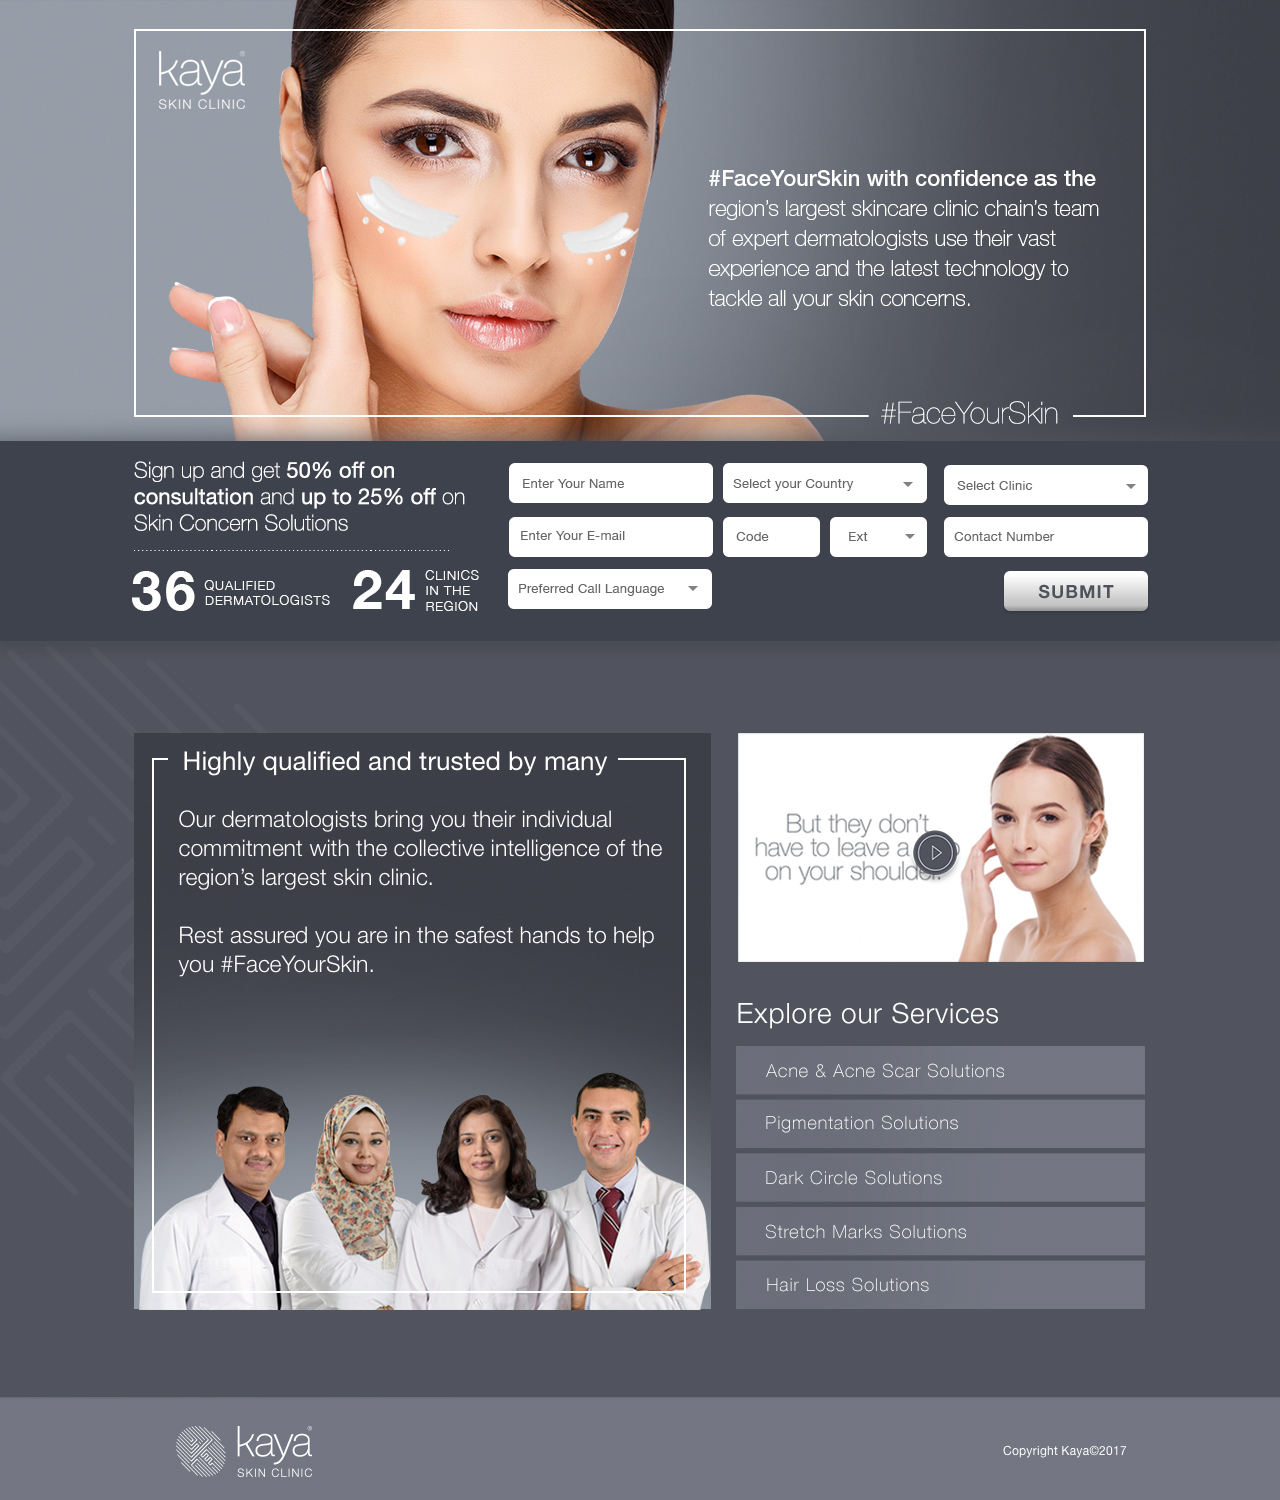 kaya
SKIN CLINIC
#FaceYourSkin with confidence as the
region’s largest skincare clinic chain’s team
of expert dermatologists use their vast
experience and the latest technology to
tackle all your skin concerns.
#FaceYourSkin
Sign up and get 50% off on
consultation and up to 25% off on
Skin Concern Solutions
36 QUALIFIED
DERMATOLOGISTS
24 CLINICS
IN THE
REGION
Enter Your Name
Select your Country
Select Clinic
Enter Your E-mail
Code
Ext
Contact Number
Preferred Call Language
SUBMIT
Highly qualified and trusted by many
Our dermatologists bring you their individual
commitment with the collective intelligence of the
region’s largest skin clinic.
Rest assured you are in the safest hands to help
you #FaceYourSkin.
But they don’t
have to leave a
on your shoulder.
Explore our Services
Acne & Acne Scar Solutions
Pigmentation Solutions
Dark Circle Solutions
Stretch Marks Solutions
Hair Loss Solutions
kaya
SKIN CLINIC
Copyright Kaya©2017